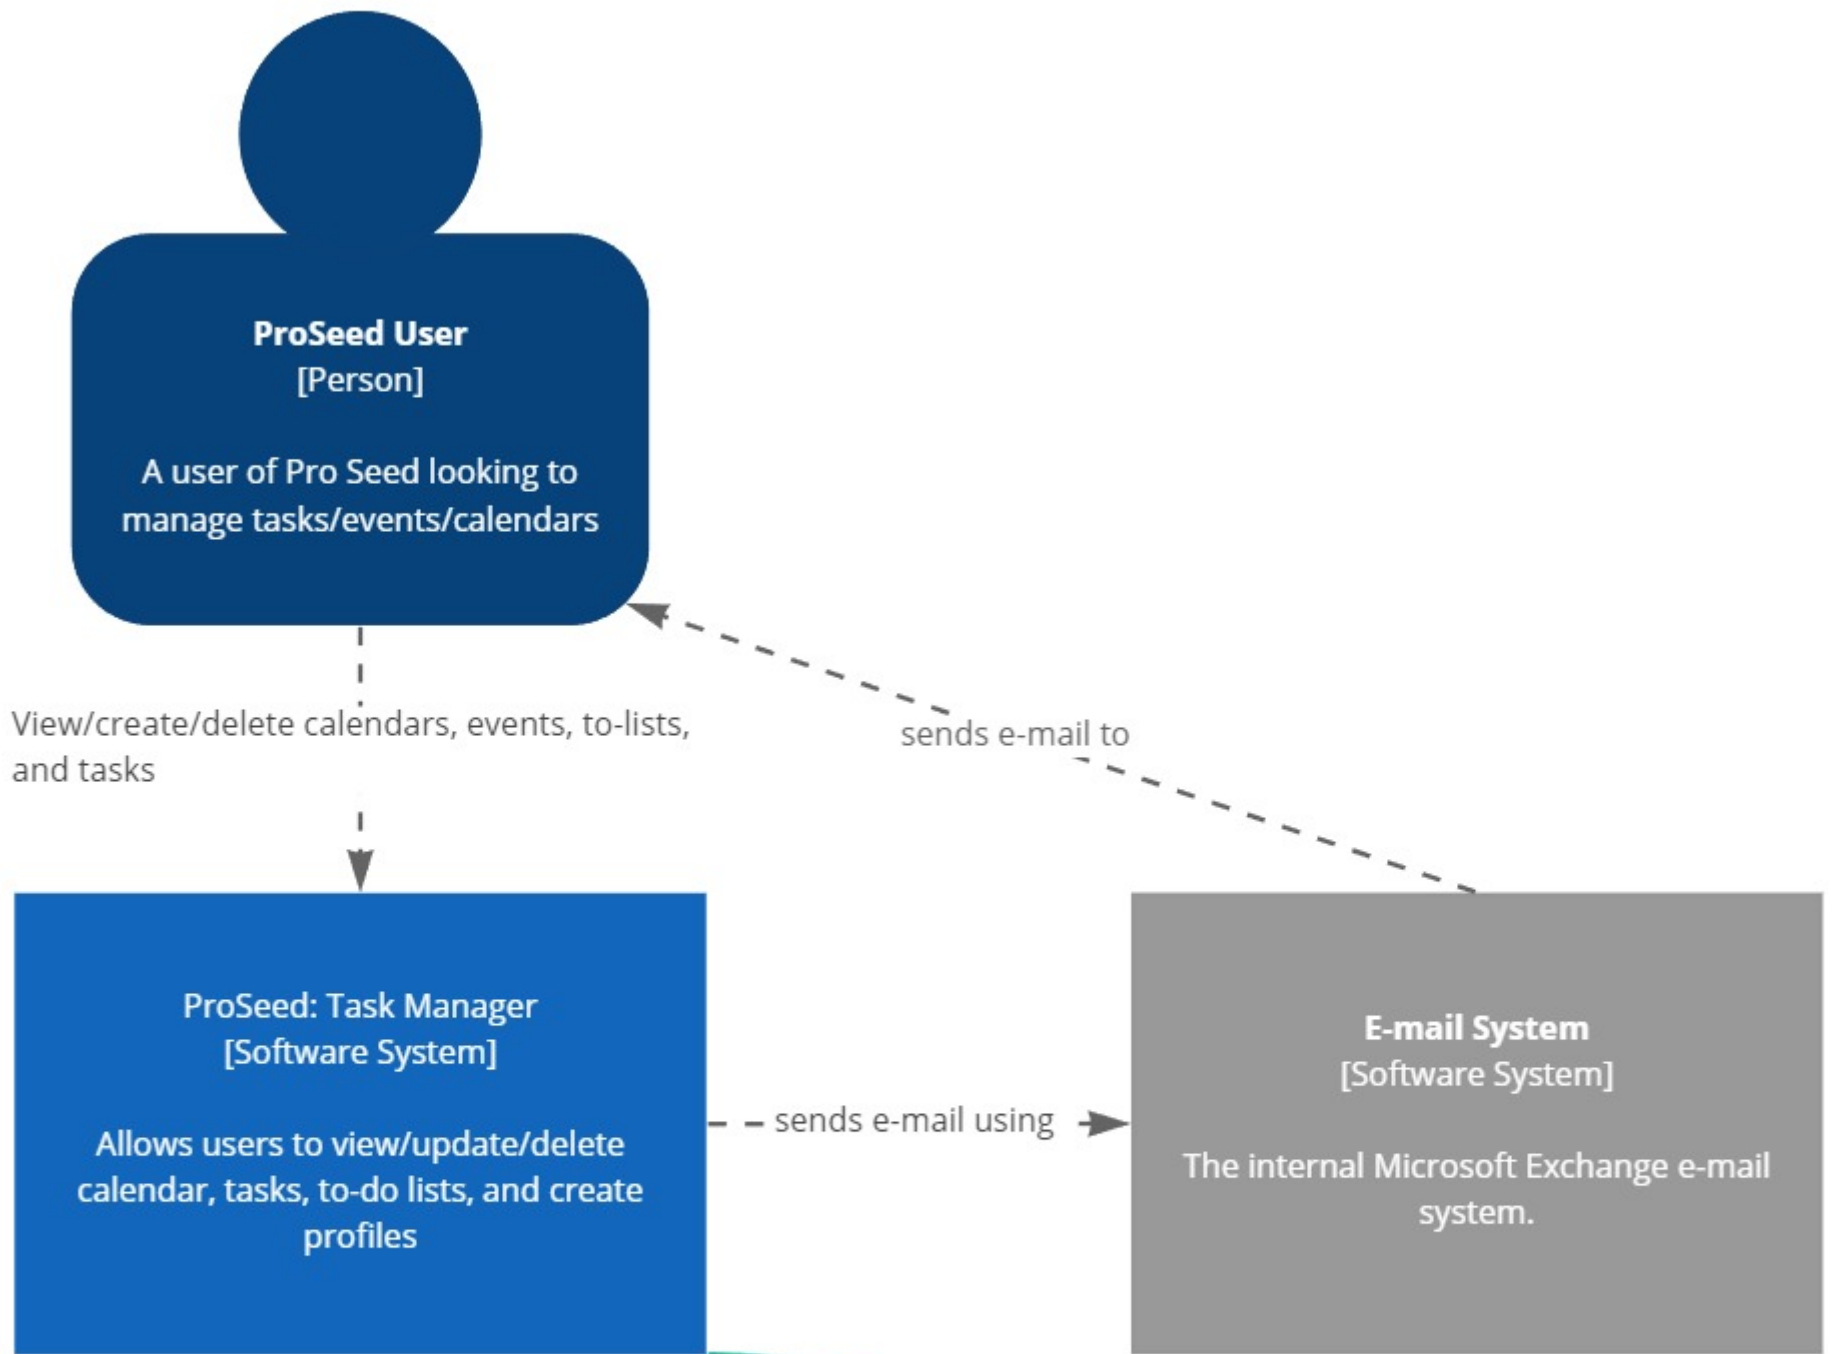 ProSeed User
[Person]
A user of Pro Seed looking to
manage tasks/events/calendars
View/create/delete calendars, events, to-lists,
and tasks
sends e-mail to
ProSeed: Task Manager
[Software System]
Allows users to view/update/delete
calendar, tasks, to-do lists, and create
profiles
sends e-mail using
E-mail System
[Software System]
The internal Microsoft Exchange e-mail
system.